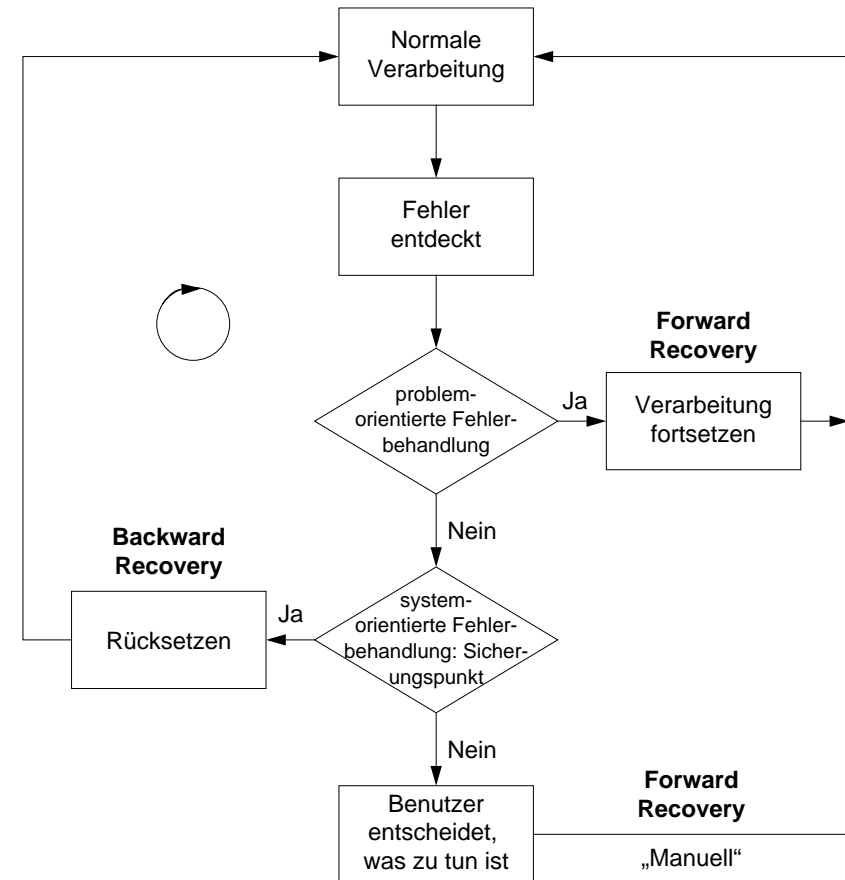 Normale
Verarbeitung
Fehler
entdeckt
Forward
Recovery
problem-
orientierte Fehler-
behandlung
Ja
Verarbeitung
fortsetzen
Nein
Backward
Recovery
Rücksetzen
Ja
system-
orientierte Fehler-
behandlung: Sicher-
ungspunkt
Nein
Benutzer
entscheidet,
was zu tun ist
Forward
Recovery
„Manuell“